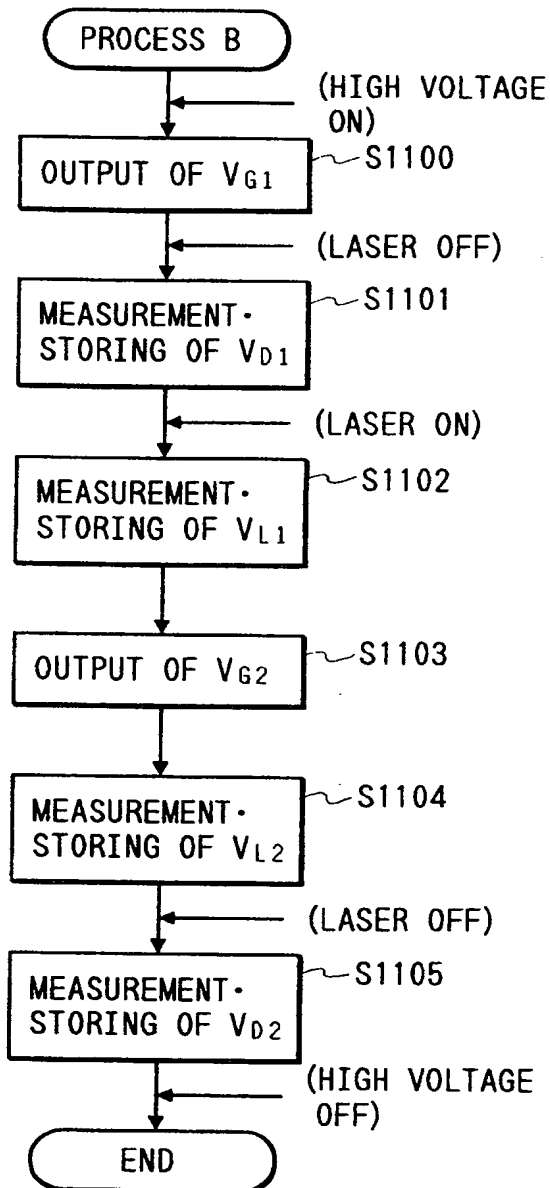 PROCESS B
(HIGH VOLTAGE
ON)
S1100
OUTPUT OF VG1
(LASER OFF)
S1101
MEASUREMENT·
STORING OF VD1
(LASER ON)
S1102
MEASUREMENT·
STORING OF VL1
S1103
OUTPUT OF VG2
S1104
MEASUREMENT·
STORING OF VL2
(LASER OFF)
S1105
MEASUREMENT·
STORING OF VD2
(HIGH VOLTAGE
OFF)
END